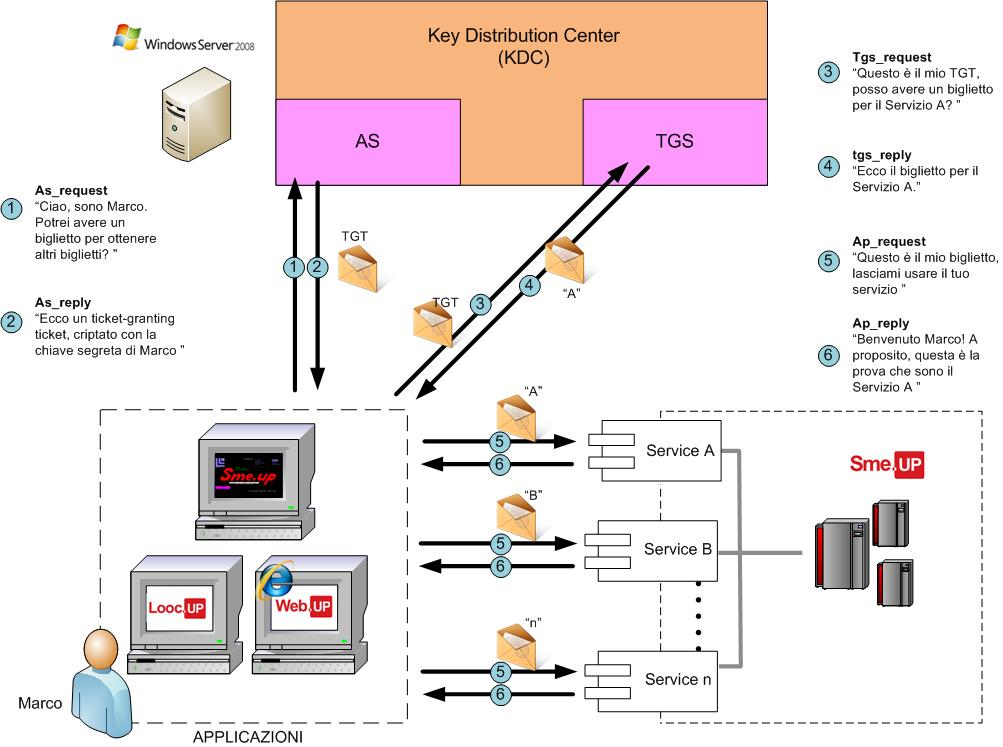 Windows Server 2008
Key Distribution Center
(KDC)
AS
TGS
1
As_request
“Ciao, sono Marco.
Potrei avere un
biglietto per ottenere
altri biglietti? ”
2
As_reply
“Ecco un ticket-granting
ticket, criptato con la
chiave segreta di Marco ”
3
Tgs_request
“Questo è il mio TGT,
posso avere un biglietto
per il Servizio A? ”
4
tgs_reply
“Ecco il biglietto per il
Servizio A.”
5
Ap_request
“Questo è il mio biglietto,
lasciami usare il tuo
servizio ”
6
Ap_reply
“Benvenuto Marco! A
proposito, questa è la
prova che sono il
Servizio A ”
1
2
TGT
TGT
3
4
“A”
“A”
5
6
Service A
“B”
5
6
Service B
“n”
5
6
Service n
Sme.UP
Sme.up
Looc.UP
Web.UP
Marco
APPLICAZIONI